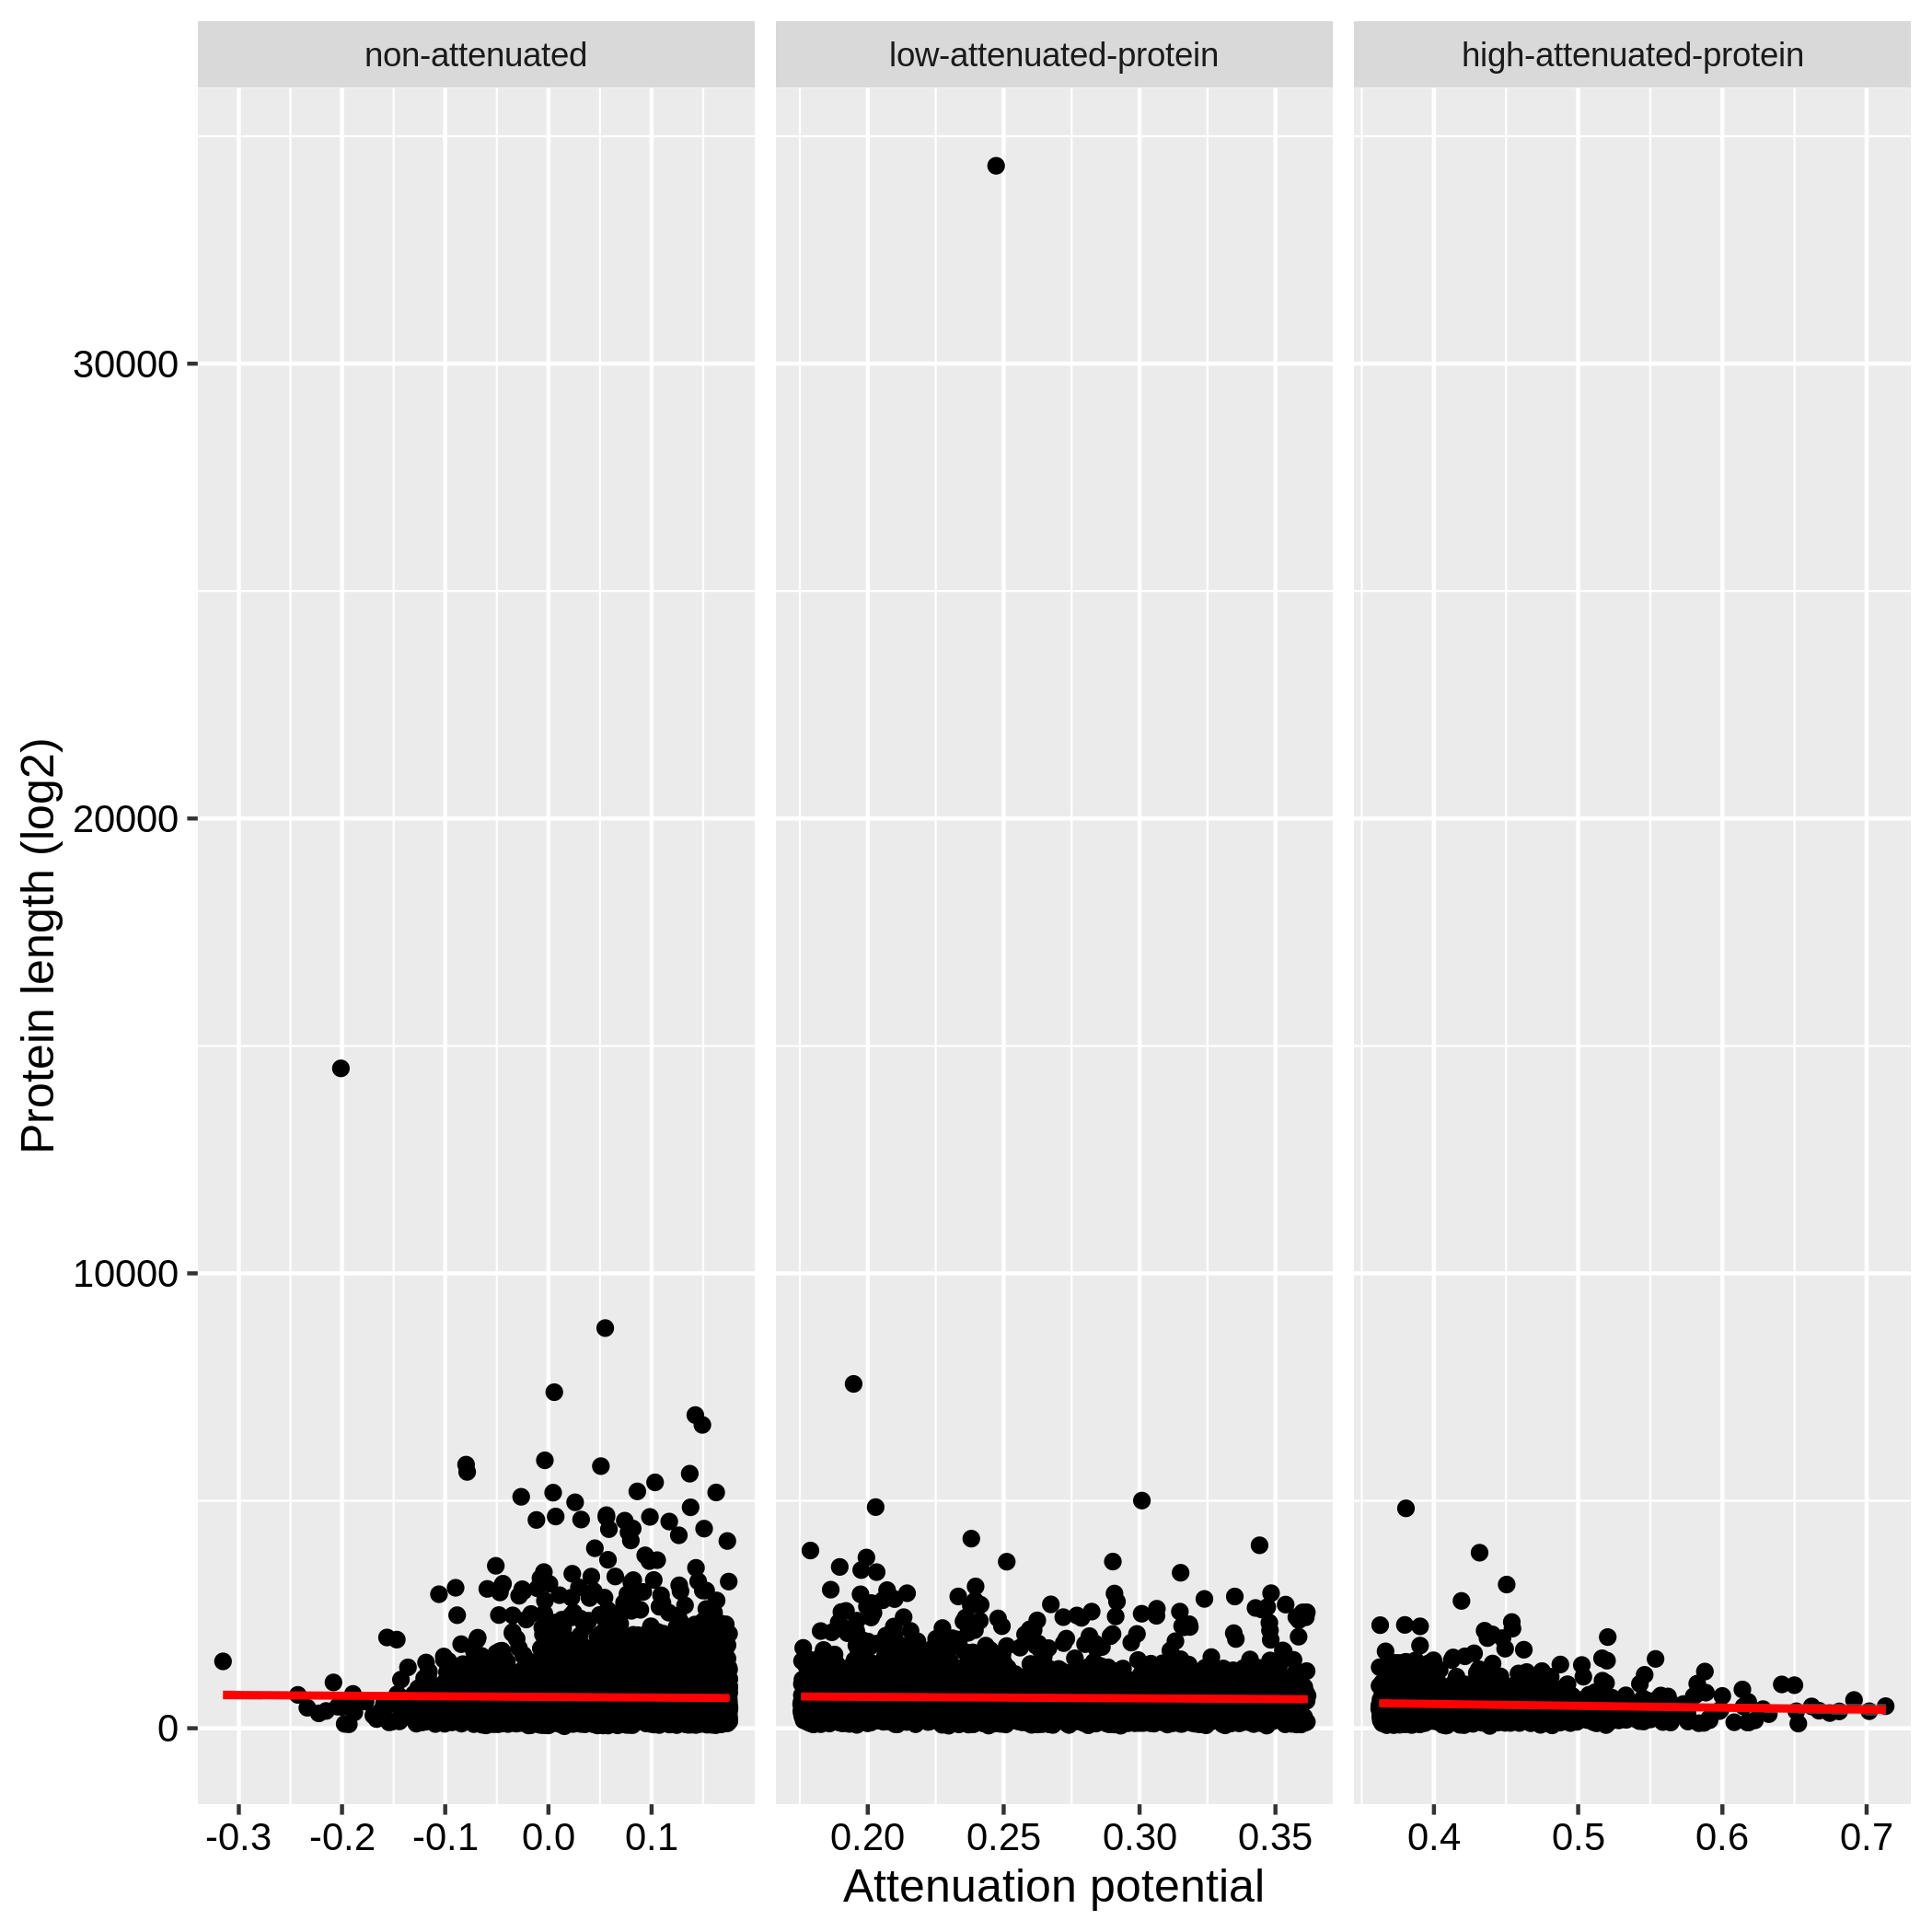 non-attenuated
low-attenuated-protein
high-attenuated-protein
Protein length (log2)
30000
20000
10000
0
-0.3 -0.2 -0.1 0.0 0.1
0.20 0.25 0.30 0.35
0.4 0.5 0.6 0.7
Attenuation potential